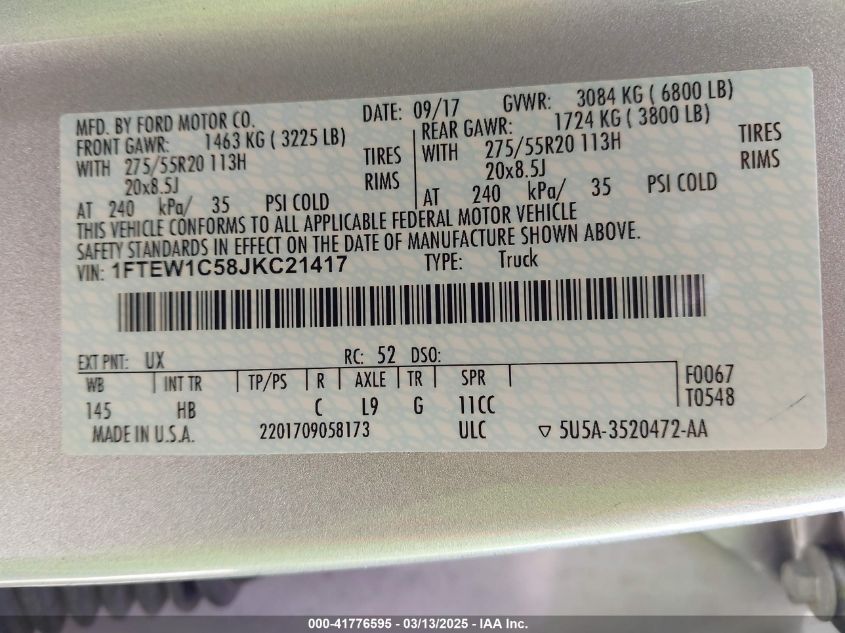 MFD. BY FORD MOTOR CO. DATE: 09/17 GVWR: 3084 KG ( 6800 LB)
FRONT GAWR: 1463 KG ( 3225 LB) REAR GAWR: 1724 KG ( 3800 LB)
WITH 275/55R20 113H TIRES WITH 275/55R20 113H TIRES
20x8.5J RIMS 20x8.5J RIMS
AT 240 kPa/ 35 PSI COLD AT 240 kPa/ 35 PSI COLD
THIS VEHICLE CONFORMS TO ALL APPLICABLE FEDERAL MOTOR VEHICLE
SAFETY STANDARDS IN EFFECT ON THE DATE OF MANUFACTURE SHOWN ABOVE.
VIN: 1FTEW1C58JKC21417 TYPE: Truck
EXT PNT: UX RC: 52 DSO:
WB INT TR TP/PS R AXLE TR SPR F0067
145 HB C L9 G 11CC T0548
MADE IN U.S.A. 2201709058173 ULC ▽ 5U5A-3520472-AA
000-41776595 - 03/13/2025 - IAA Inc.